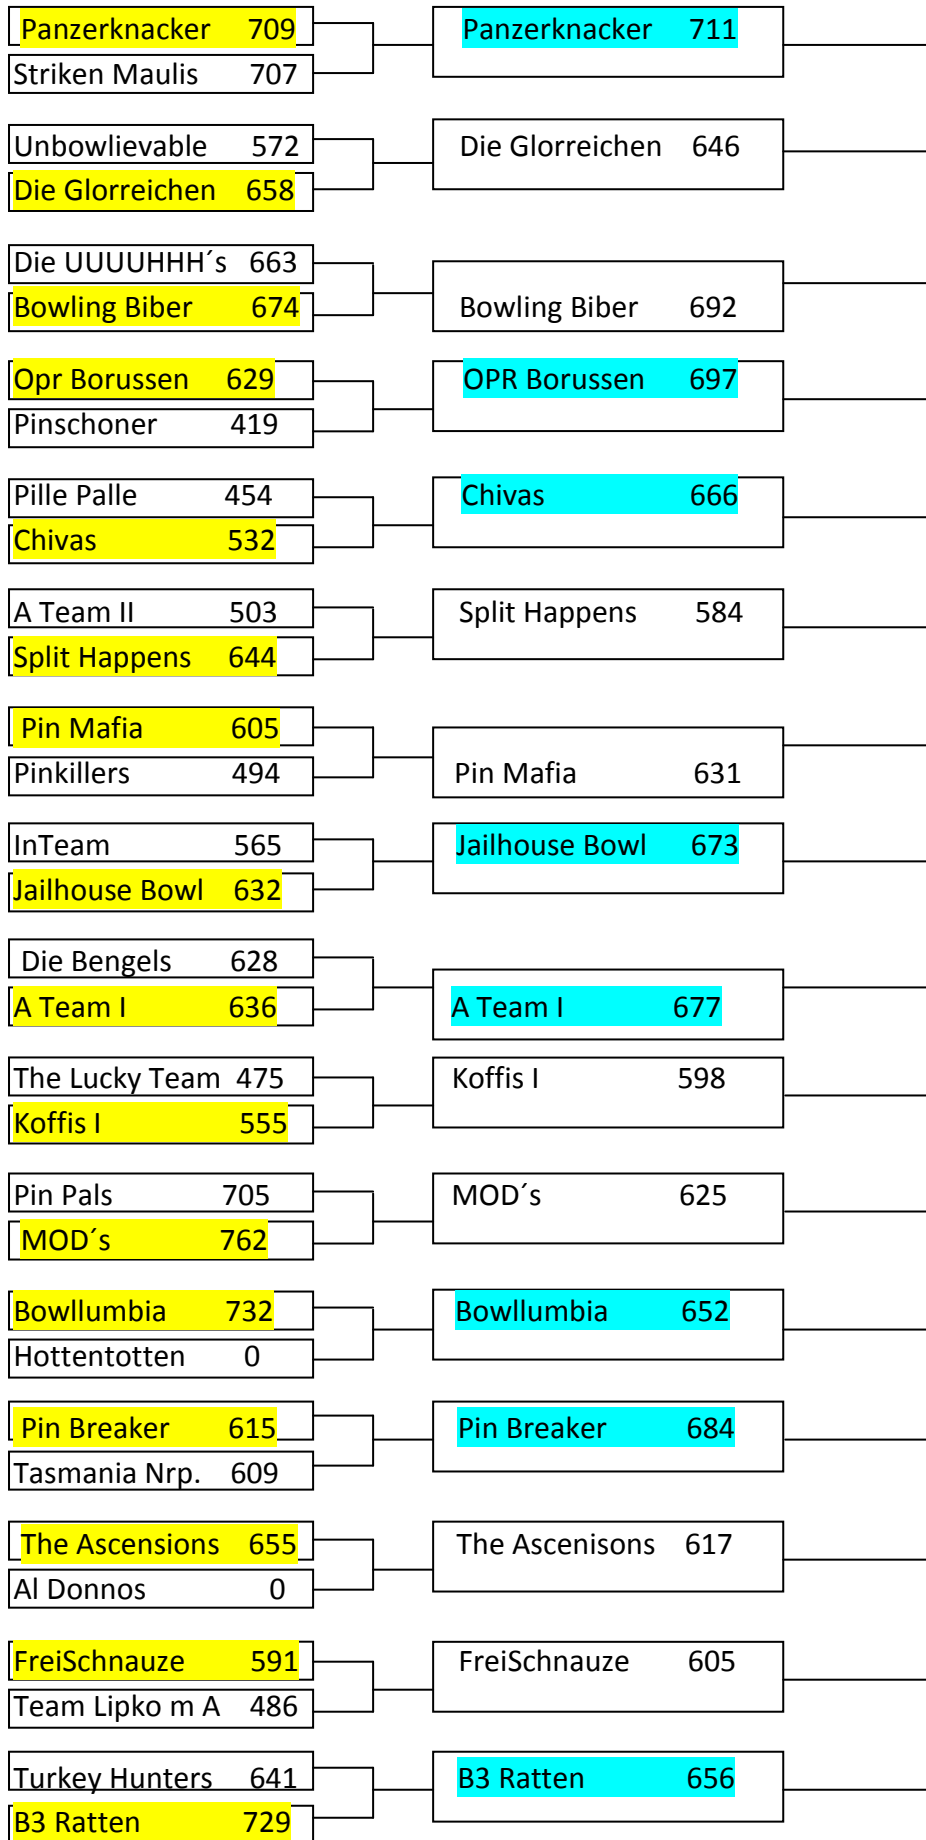 Panzerknacker 709
Panzerknacker 711
Striken Maulis 707
Unbowlievable 572
Die Glorreichen 646
Die Glorreichen 658
Die UUUUHHH´s 663
Bowling Biber 674
Bowling Biber 692
Opr Borussen 629
OPR Borussen 697
Pinschoner 419
Pille Palle 454
Chivas 666
Chivas 532
A Team II 503
Split Happens 584
Split Happens 644
Pin Mafia 605
Pinkillers 494
Pin Mafia 631
InTeam 565
Jailhouse Bowl 673
Jailhouse Bowl 632
Die Bengels 628
A Team I 636
A Team I 677
The Lucky Team 475
Koffis I 598
Koffis I 555
Pin Pals 705
MOD´s 625
MOD´s 762
Bowllumbia 732
Bowllumbia 652
Hottentotten 0
Pin Breaker 615
Pin Breaker 684
Tasmania Nrp. 609
The Ascensions 655
The Ascenisons 617
Al Donnos 0
FreiSchnauze 591
FreiSchnauze 605
Team Lipko m A 486
Turkey Hunters 641
B3 Ratten 656
B3 Ratten 729